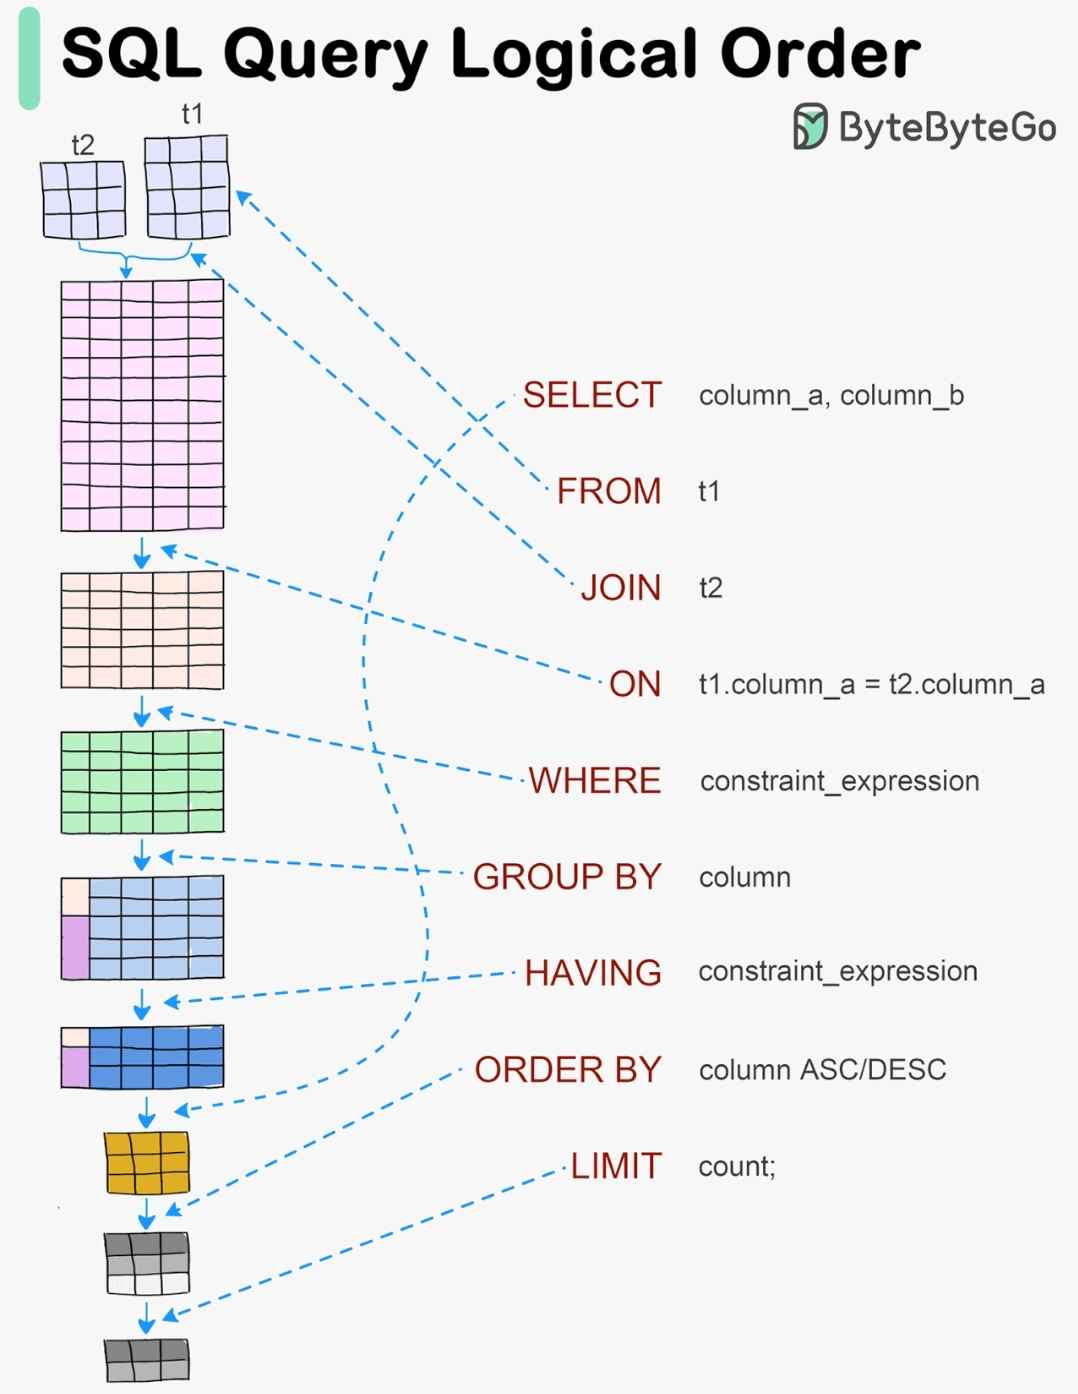 SQL Query Logical Order
ByteByteGo
t1
t2
SELECT column_a, column_b
FROM t1
JOIN t2
ON t1.column_a = t2.column_a
WHERE constraint_expression
GROUP BY column
HAVING constraint_expression
ORDER BY column ASC/DESC
LIMIT count;